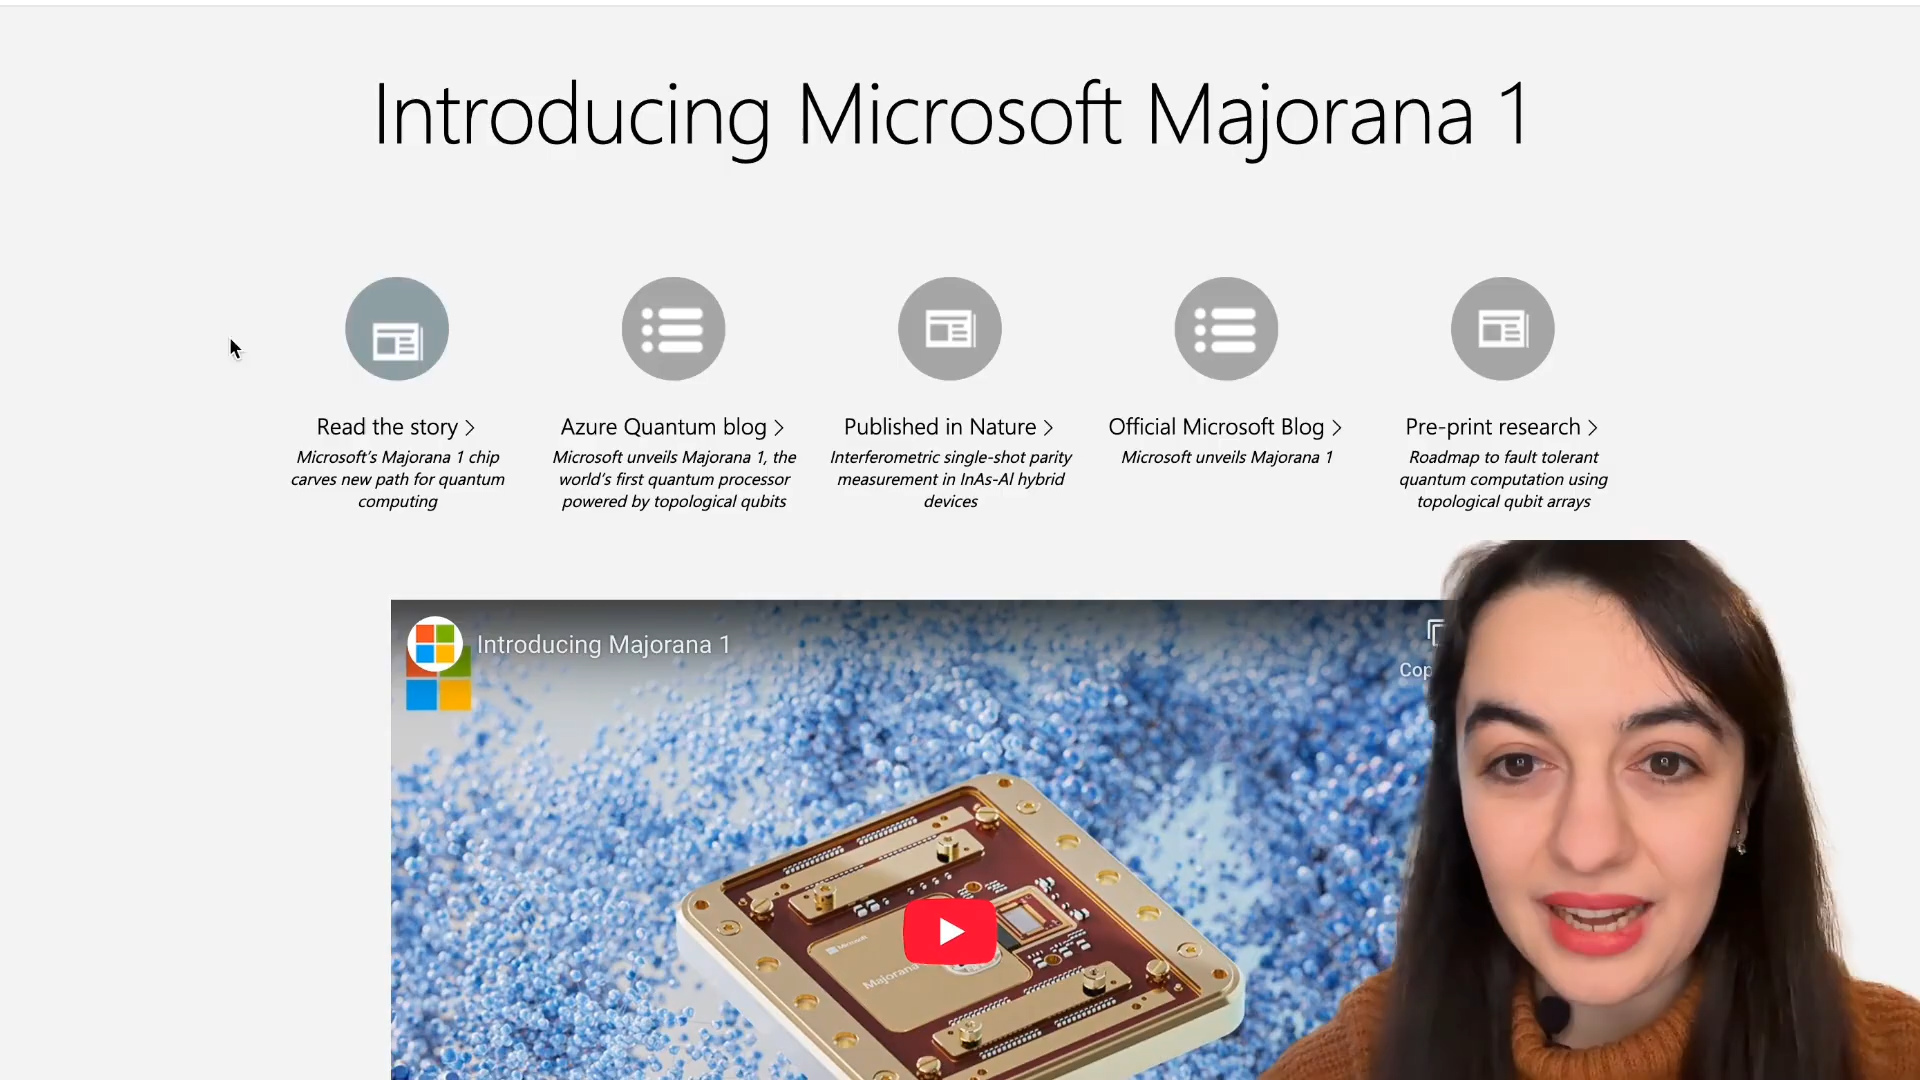 Introducing Microsoft Majorana 1
Read the story >
Microsoft's Majorana 1 chip
carves new path for quantum
computing
Azure Quantum blog >
Microsoft unveils Majorana 1, the
world's first quantum processor
powered by topological qubits
Published in Nature >
Interferometric single-shot parity
measurement in InAs-Al hybrid
devices
Official Microsoft Blog >
Microsoft unveils Majorana 1
Pre-print research >
Roadmap to fault tolerant
quantum computation using
topological qubit arrays
Introducing Majorana 1
Cop
Microsoft
Majorana